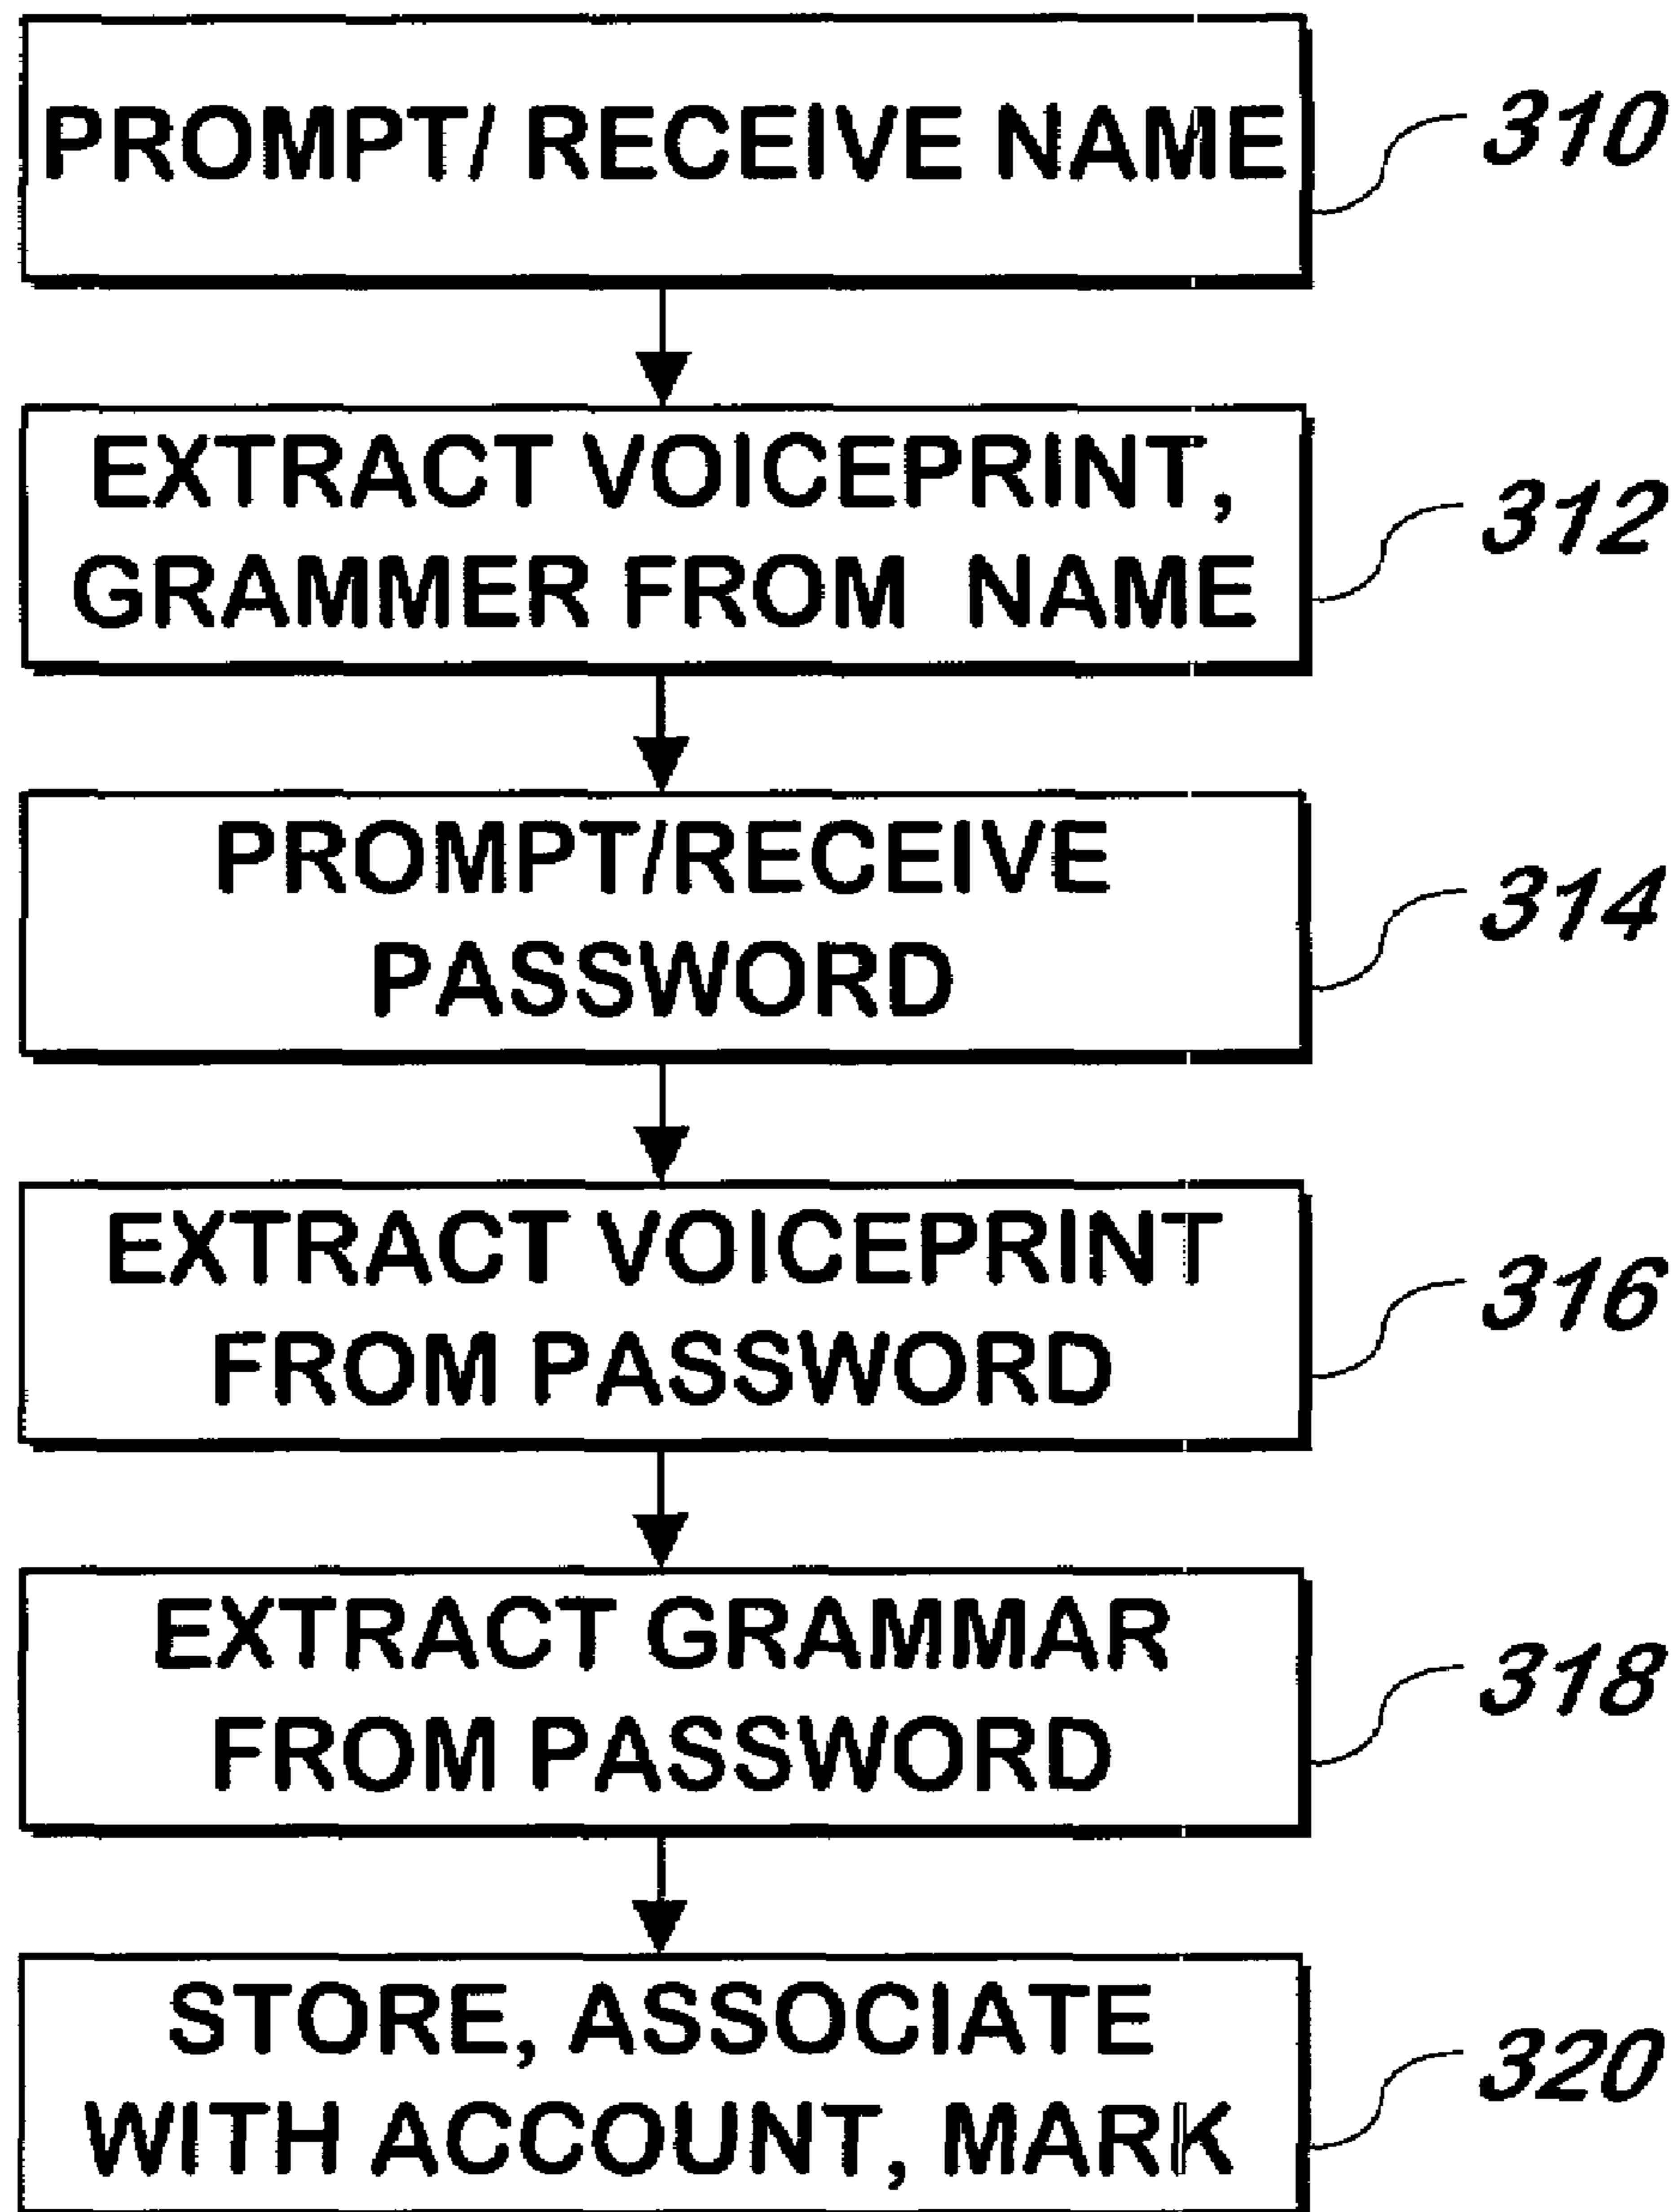 PROMPT/ RECEIVE NAME
310
EXTRACT VOICEPRINT,
GRAMMER FROM NAME
312
PROMPT/RECEIVE
PASSWORD
314
EXTRACT VOICEPRINT
FROM PASSWORD
316
EXTRACT GRAMMAR
FROM PASSWORD
318
STORE, ASSOCIATE
WITH ACCOUNT, MARK
320